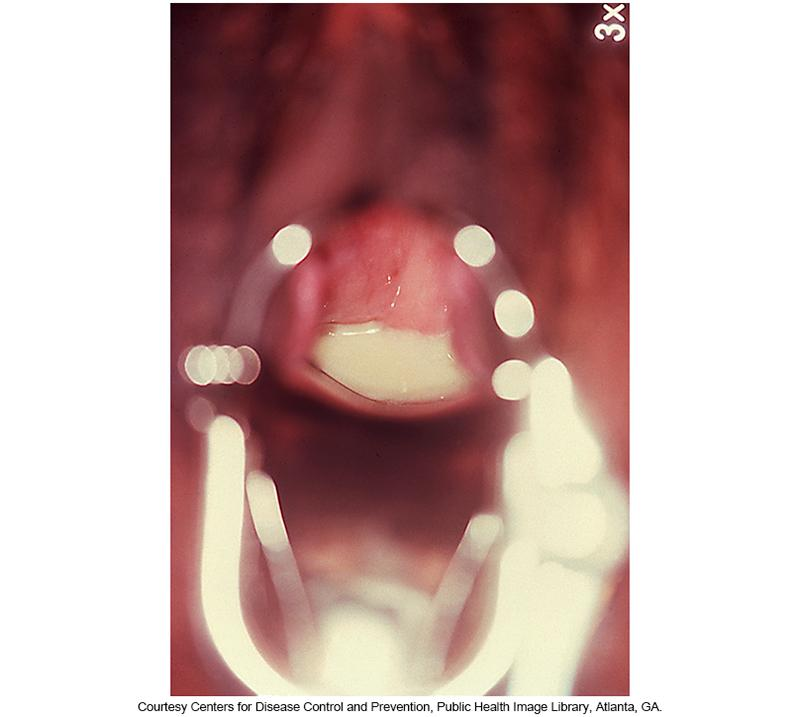 3x
Courtesy Centers for Disease Control and Prevention, Public Health Image Library, Atlanta, GA.